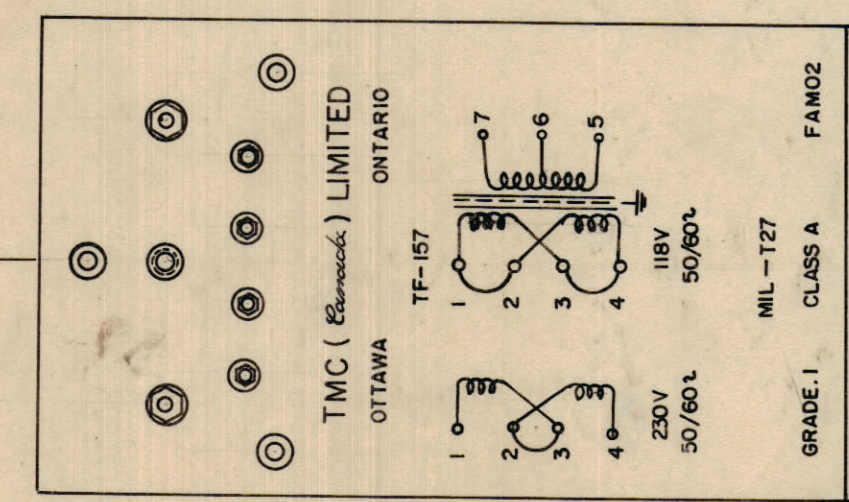 TMC (Canada) LIMITED
OTTAWA ONTARIO
TF-157
7 6 5
1 2 3 4
1 2 3 4
230V 118V
50/60~ 50/60~
MIL-T27
GRADE.1 CLASS A FAM02